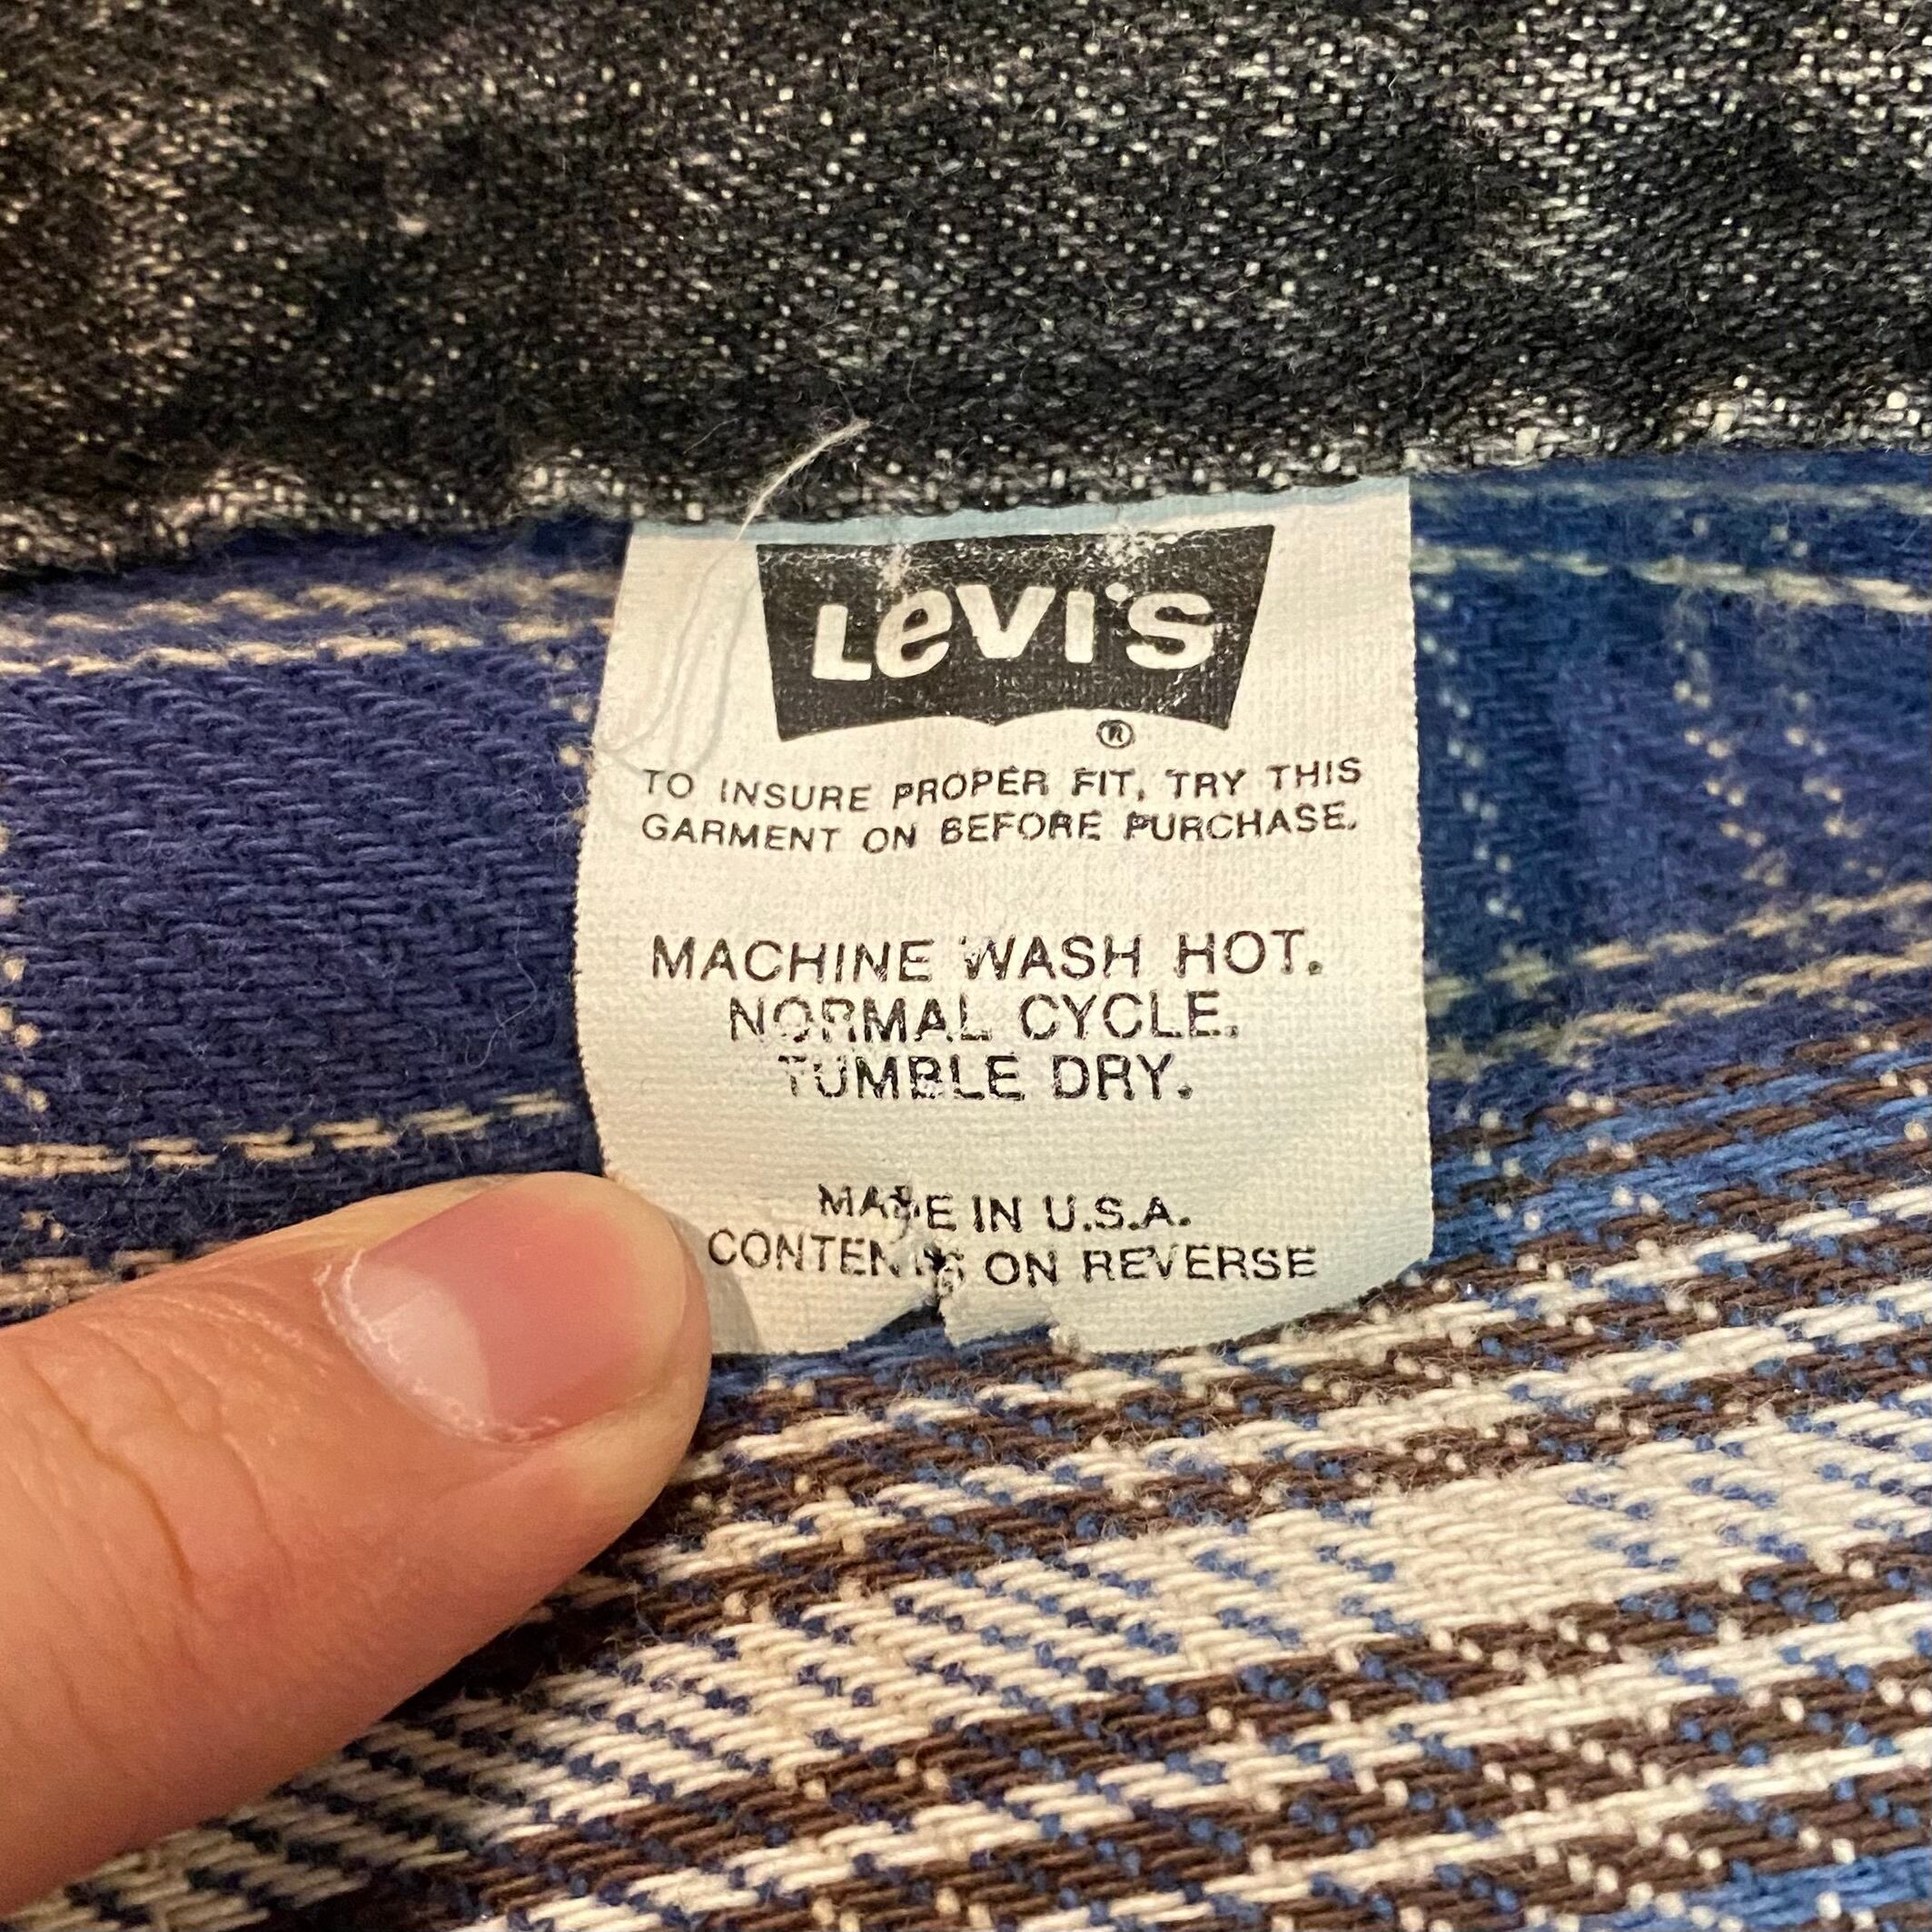 LEVI'S
®
TO INSURE PROPER FIT, TRY THIS
GARMENT ON BEFORE PURCHASE.
MACHINE WASH HOT.
NORMAL CYCLE.
TUMBLE DRY.
MADE IN U.S.A.
CONTENTS ON REVERSE